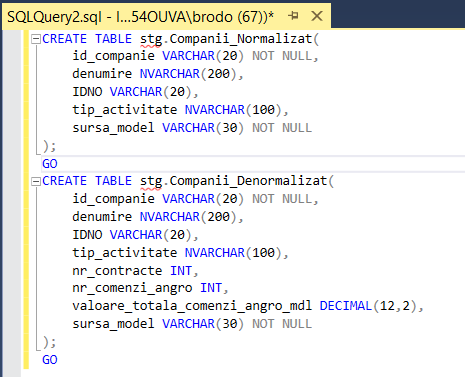 SQLQuery2.sql - l...54OUVA\brodo (67))*
CREATE TABLE stg.Companii_Normalizat(
id_companie VARCHAR(20) NOT NULL,
denumire NVARCHAR(200),
IDNO VARCHAR(20),
tip_activitate NVARCHAR(100),
sursa_model VARCHAR(30) NOT NULL
);
GO
CREATE TABLE stg.Companii_Denormalizat(
id_companie VARCHAR(20) NOT NULL,
denumire NVARCHAR(200),
IDNO VARCHAR(20),
tip_activitate NVARCHAR(100),
nr_contracte INT,
nr_comenzi_angro INT,
valoare_totala_comenzi_angro_mdl DECIMAL(12,2),
sursa_model VARCHAR(30) NOT NULL
);
GO